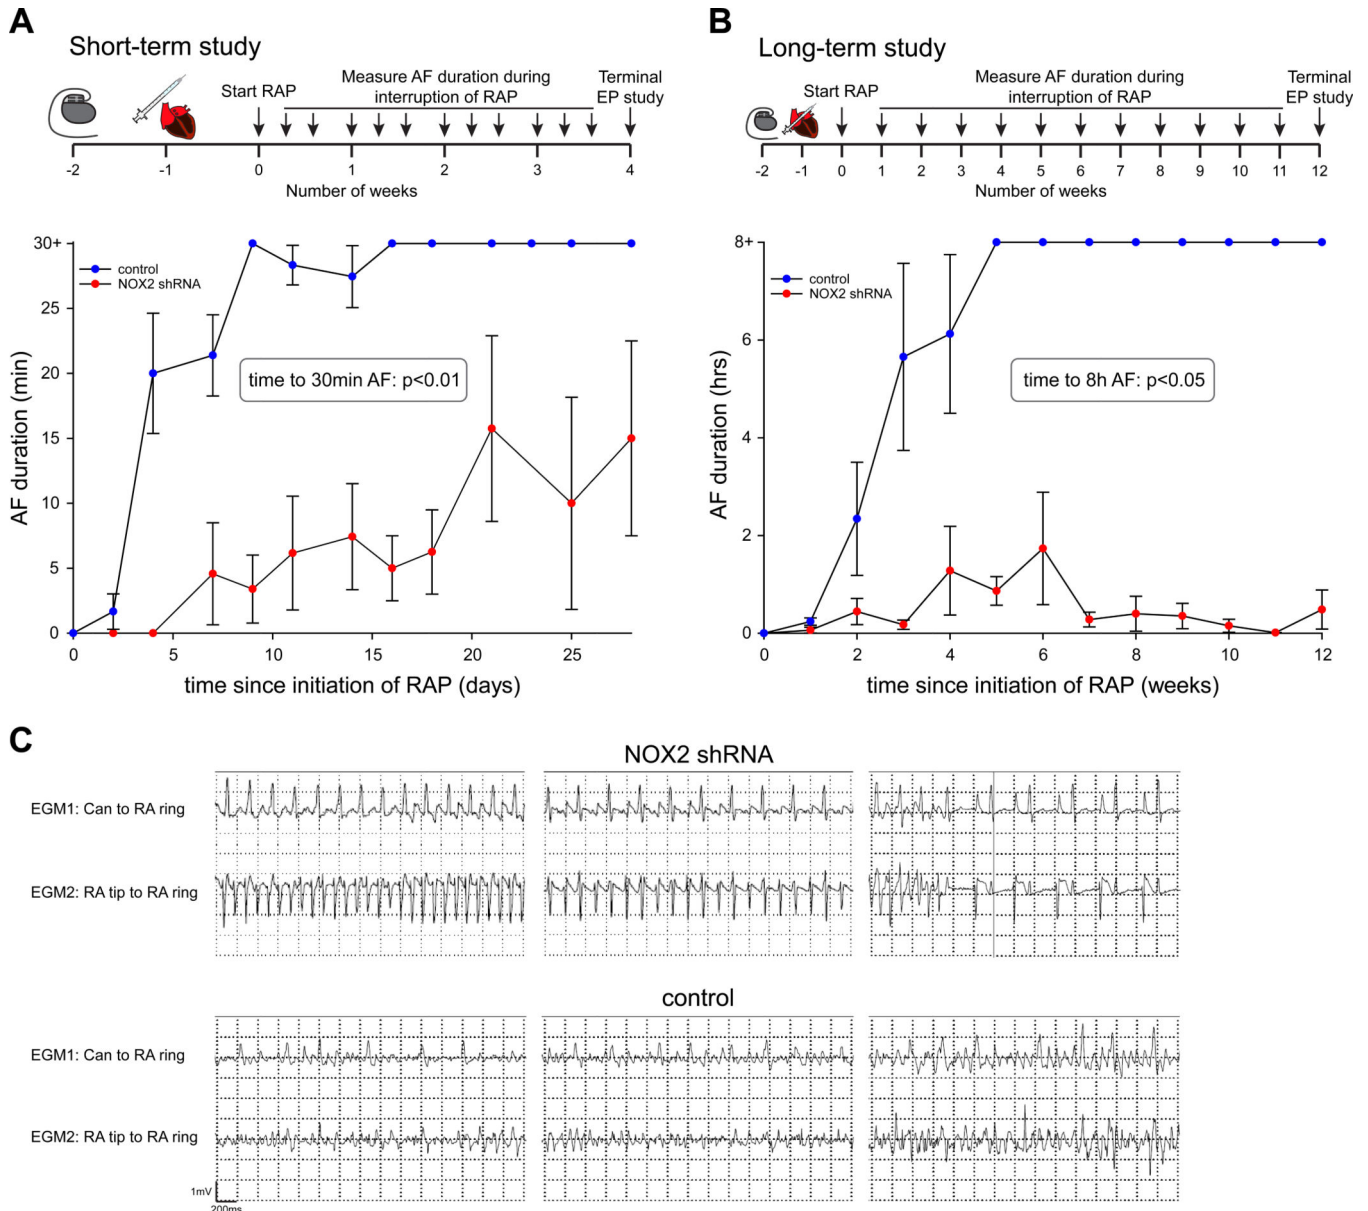 A
Short-term study
Start RAP
Measure AF duration during
interruption of RAP
Terminal
EP study
-2 -1 0 1 2 3 4
Number of weeks
30+
25
20
15
10
5
0
AF duration (min)
control
NOX2 shRNA
time to 30min AF: p<0.01
0 5 10 15 20 25
time since initiation of RAP (days)
B
Long-term study
Start RAP
Measure AF duration during
interruption of RAP
Terminal
EP study
-2 -1 0 1 2 3 4 5 6 7 8 9 10 11 12
Number of weeks
8+
6
4
2
0
AF duration (hrs)
control
NOX2 shRNA
time to 8h AF: p<0.05
0 2 4 6 8 10 12
time since initiation of RAP (weeks)
C
NOX2 shRNA
EGM1: Can to RA ring
EGM2: RA tip to RA ring
control
EGM1: Can to RA ring
EGM2: RA tip to RA ring
1mV
200ms